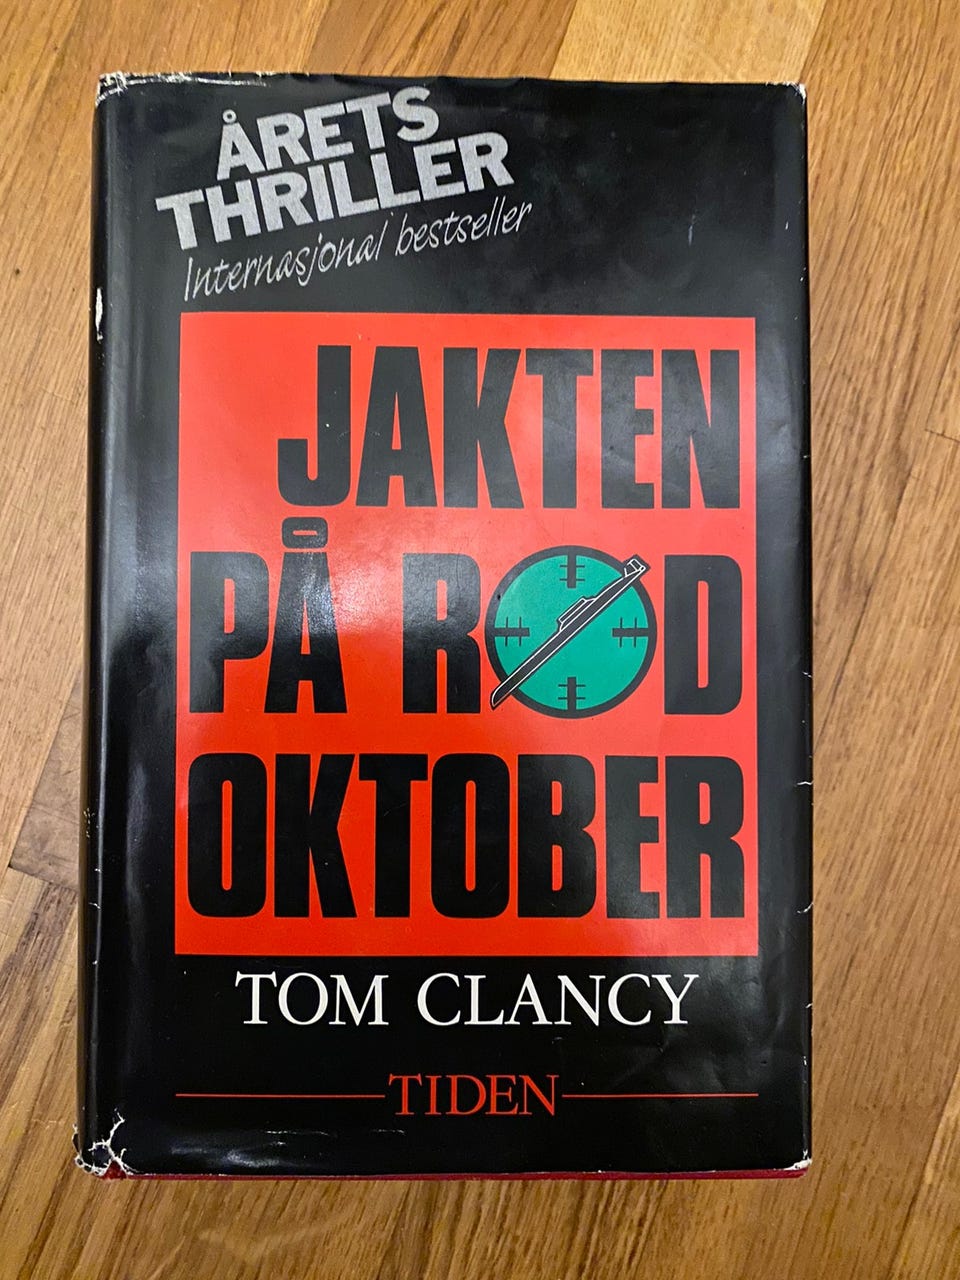 ÅRETS
THRILLER
Internasjonal bestseller
JAKTEN
PÅ RØD
OKTOBER
TOM CLANCY
TIDEN